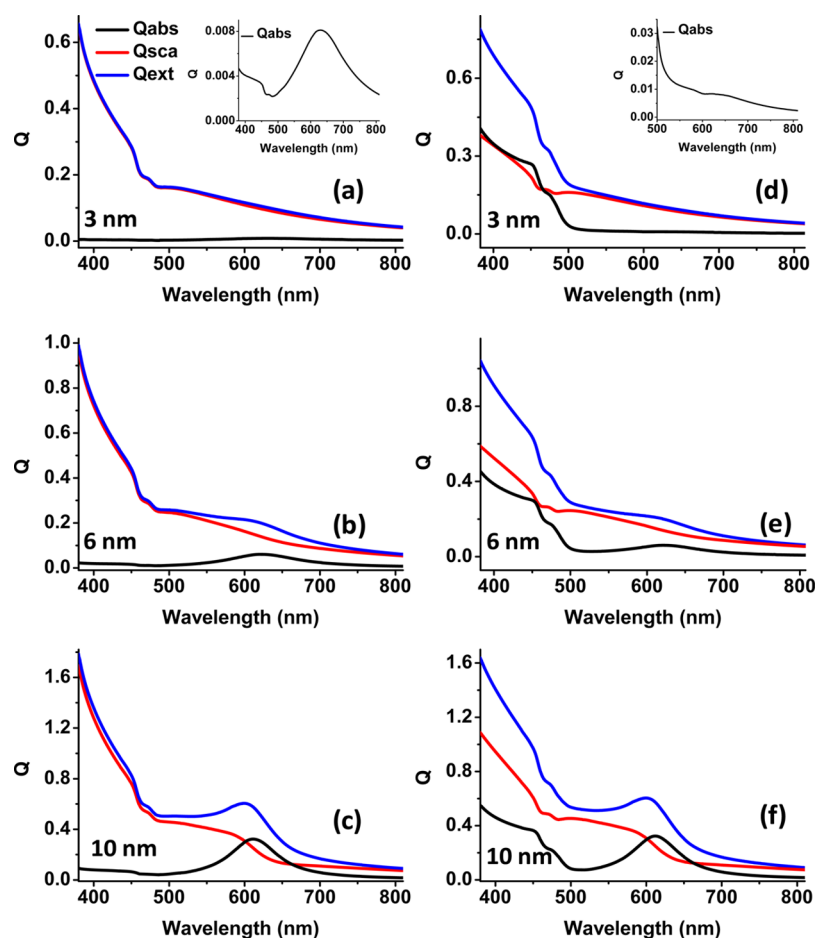 Qabs
Qsca
Qext
Q
0.6
0.4
0.2
0.0
400 500 600 700 800
Wavelength (nm)
3 nm
(a)
Qabs
Q
0.008
0.004
0.000
400 500 600 700 800
Wavelength (nm)
Q
0.6
0.3
0.0
400 500 600 700 800
Wavelength (nm)
3 nm
(d)
Qabs
Q
0.03
0.02
0.01
0.00
500 600 700 800
Wavelength (nm)
Q
1.0
0.8
0.6
0.4
0.2
0.0
400 500 600 700 800
Wavelength (nm)
6 nm
(b)
Q
0.8
0.4
0.0
400 500 600 700 800
Wavelength (nm)
6 nm
(e)
Q
1.6
1.2
0.8
0.4
0.0
400 500 600 700 800
Wavelength (nm)
10 nm
(c)
Q
1.6
1.2
0.8
0.4
0.0
400 500 600 700 800
Wavelength (nm)
10 nm
(f)